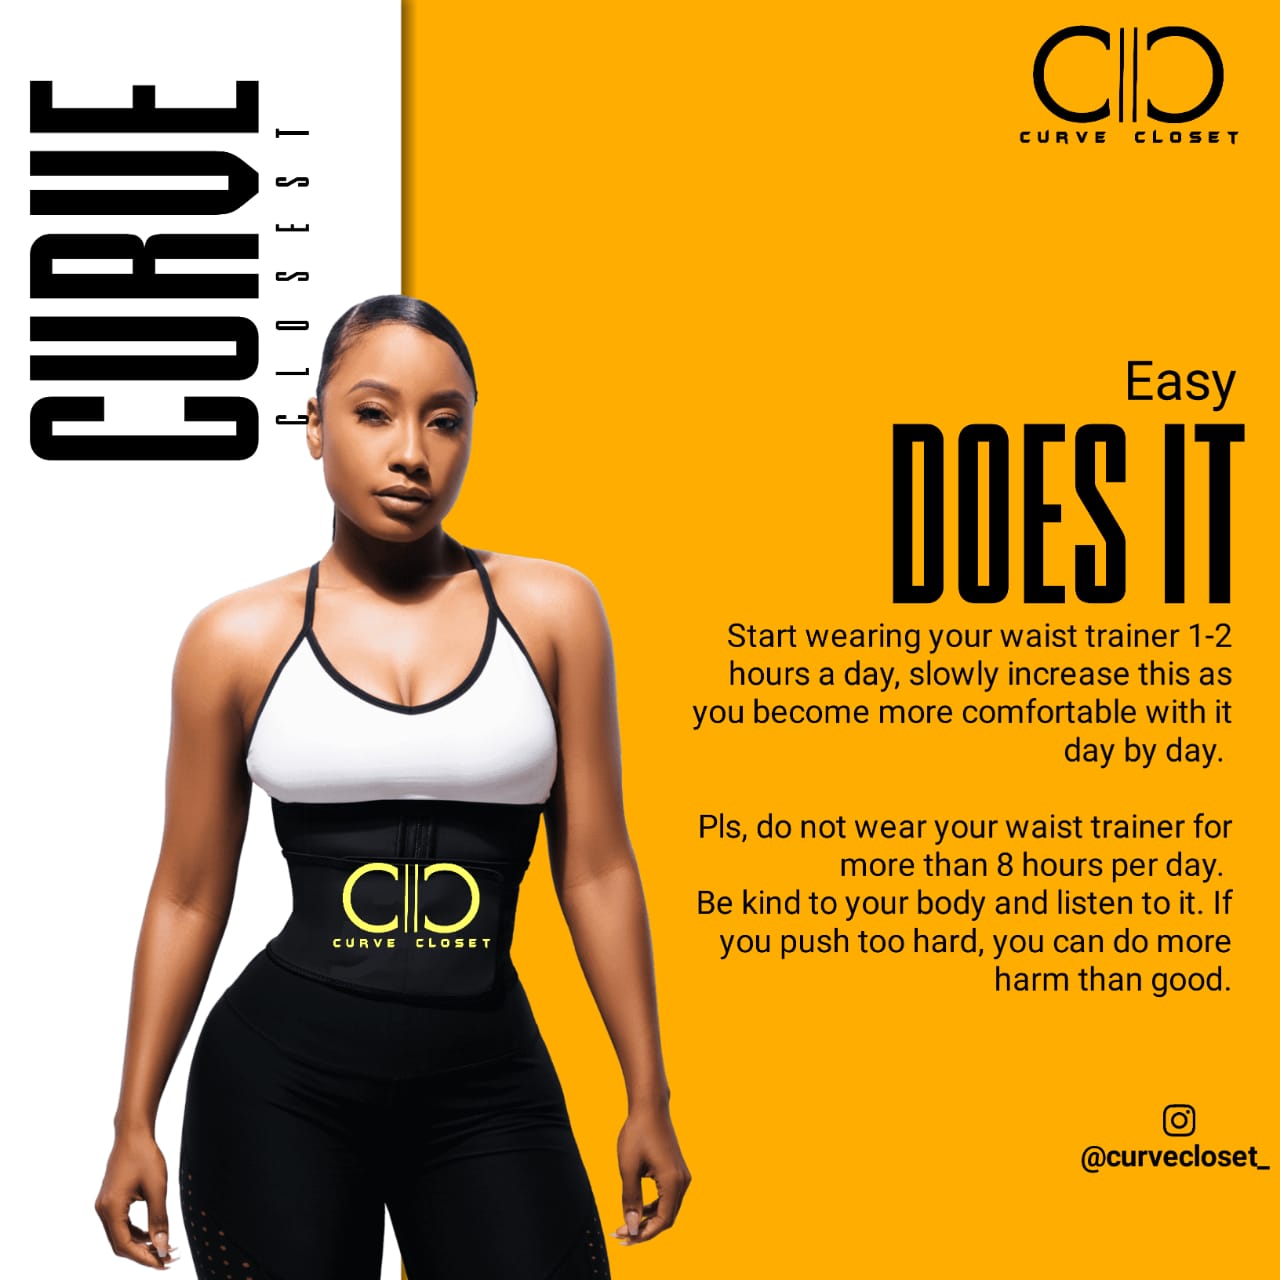 CURVE
CLOSEST
CURVE CLOSET
Easy
DOES IT
Start wearing your waist trainer 1-2
hours a day, slowly increase this as
you become more comfortable with it
day by day.
Pls, do not wear your waist trainer for
more than 8 hours per day.
Be kind to your body and listen to it. If
you push too hard, you can do more
harm than good.
CURVE CLOSET
@curvecloset_